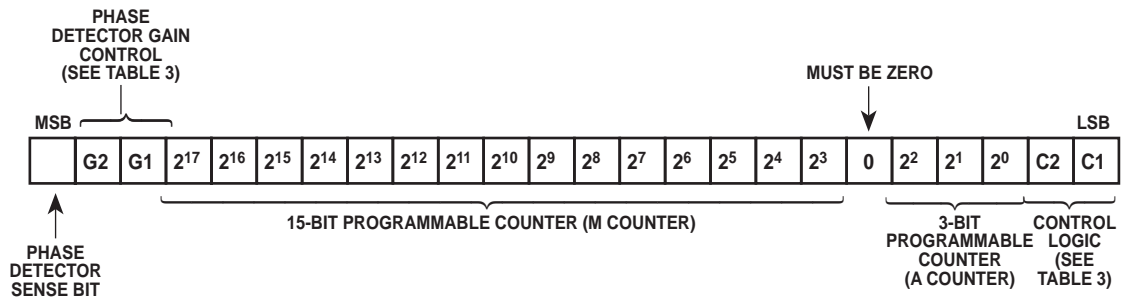 PHASE
DETECTOR GAIN
CONTROL
(SEE TABLE 3)
MUST BE ZERO
MSB
LSB
G2 G1 2¹⁷ 2¹⁶ 2¹⁵ 2¹⁴ 2¹³ 2¹² 2¹¹ 2¹⁰ 2⁹ 2⁸ 2⁷ 2⁶ 2⁵ 2⁴ 2³ 0 2² 2¹ 2⁰ C2 C1
15-BIT PROGRAMMABLE COUNTER (M COUNTER)
3-BIT
PROGRAMMABLE
COUNTER
(A COUNTER)
CONTROL
LOGIC
(SEE
TABLE 3)
PHASE
DETECTOR
SENSE BIT